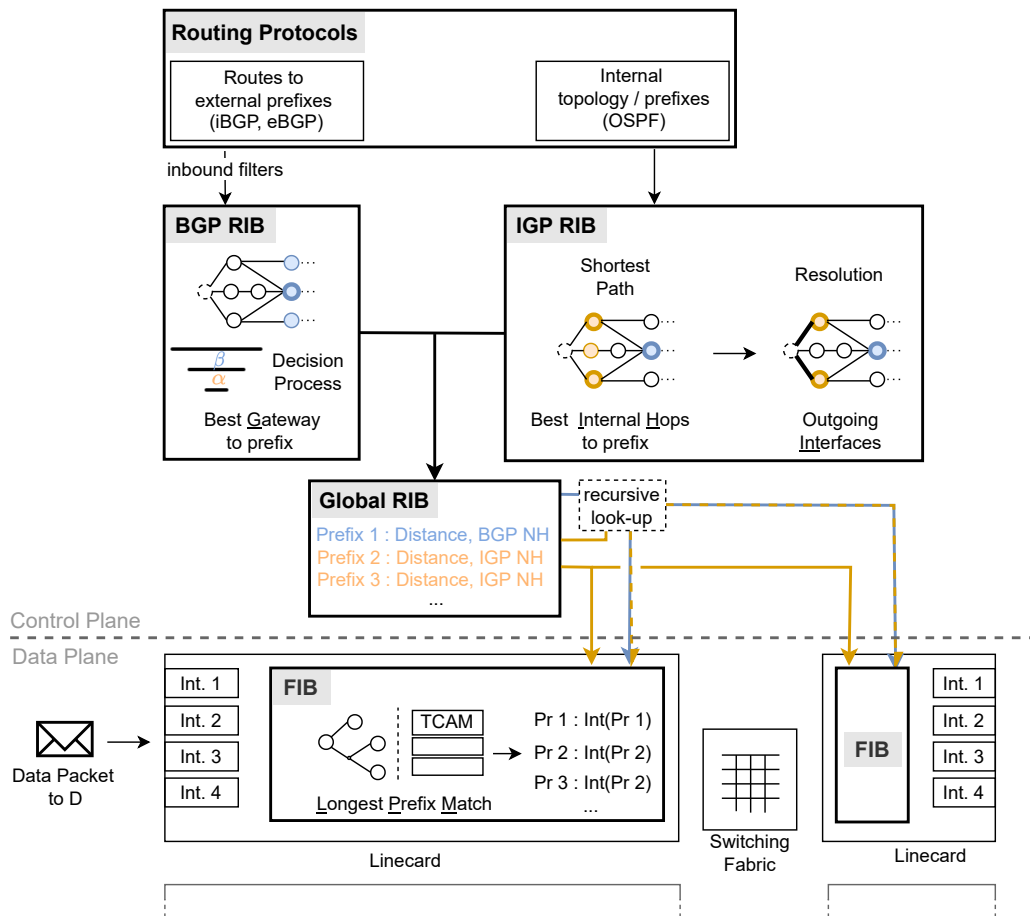 Routing Protocols
Routes to
external prefixes
(iBGP, eBGP)
Internal
topology / prefixes
(OSPF)
inbound filters
BGP RIB
...
...
...
β
α
Decision
Process
Best Gateway
to prefix
IGP RIB
Shortest
Path
...
...
...
Best Internal Hops
to prefix
Resolution
...
...
...
Outgoing
Interfaces
Global RIB
Prefix 1 : Distance, BGP NH
Prefix 2 : Distance, IGP NH
Prefix 3 : Distance, IGP NH
...
recursive
look-up
Control Plane
Data Plane
Data Packet
to D
Int. 1
Int. 2
Int. 3
Int. 4
FIB
TCAM
Longest Prefix Match
Pr 1 : Int(Pr 1)
Pr 2 : Int(Pr 2)
Pr 3 : Int(Pr 2)
...
Linecard
Switching
Fabric
FIB
Int. 1
Int. 2
Int. 3
Int. 4
Linecard